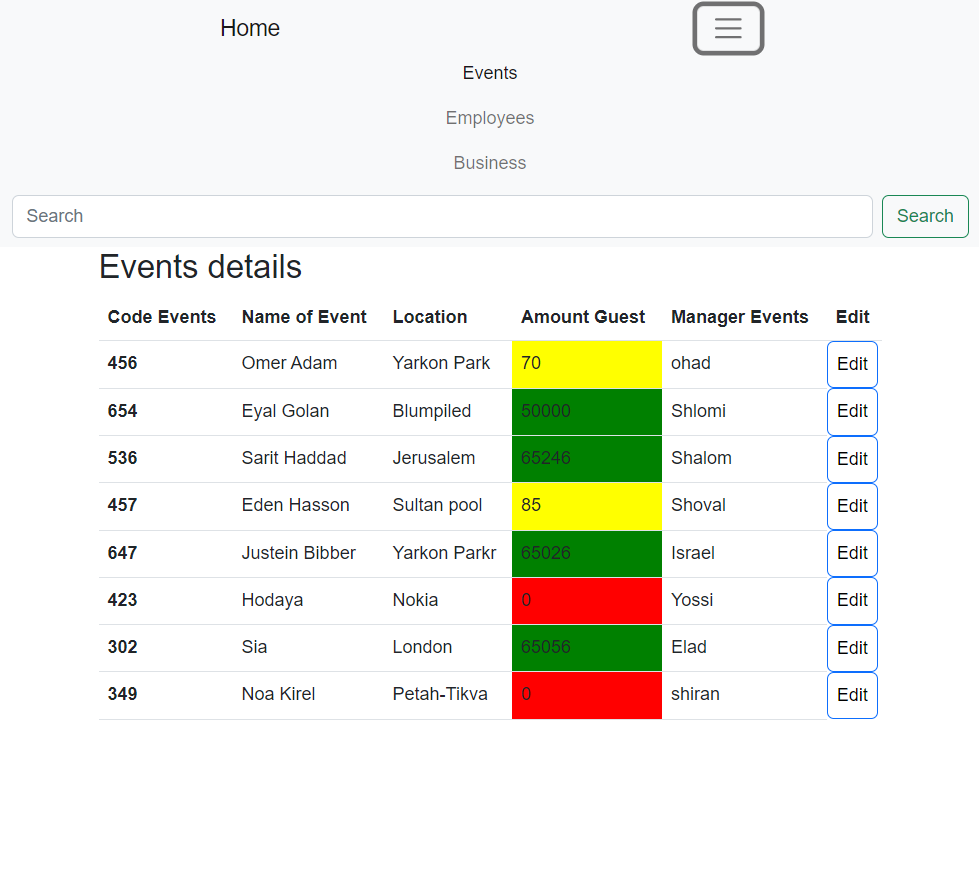 Home
Events
Employees
Business
Search Search
Events details
Code Events Name of Event Location Amount Guest Manager Events Edit
456 Omer Adam Yarkon Park 70 ohad Edit
654 Eyal Golan Blumpiled 50000 Shlomi Edit
536 Sarit Haddad Jerusalem 65246 Shalom Edit
457 Eden Hasson Sultan pool 85 Shoval Edit
647 Justein Bibber Yarkon Parkr 65026 Israel Edit
423 Hodaya Nokia 0 Yossi Edit
302 Sia London 65056 Elad Edit
349 Noa Kirel Petah-Tikva 0 shiran Edit